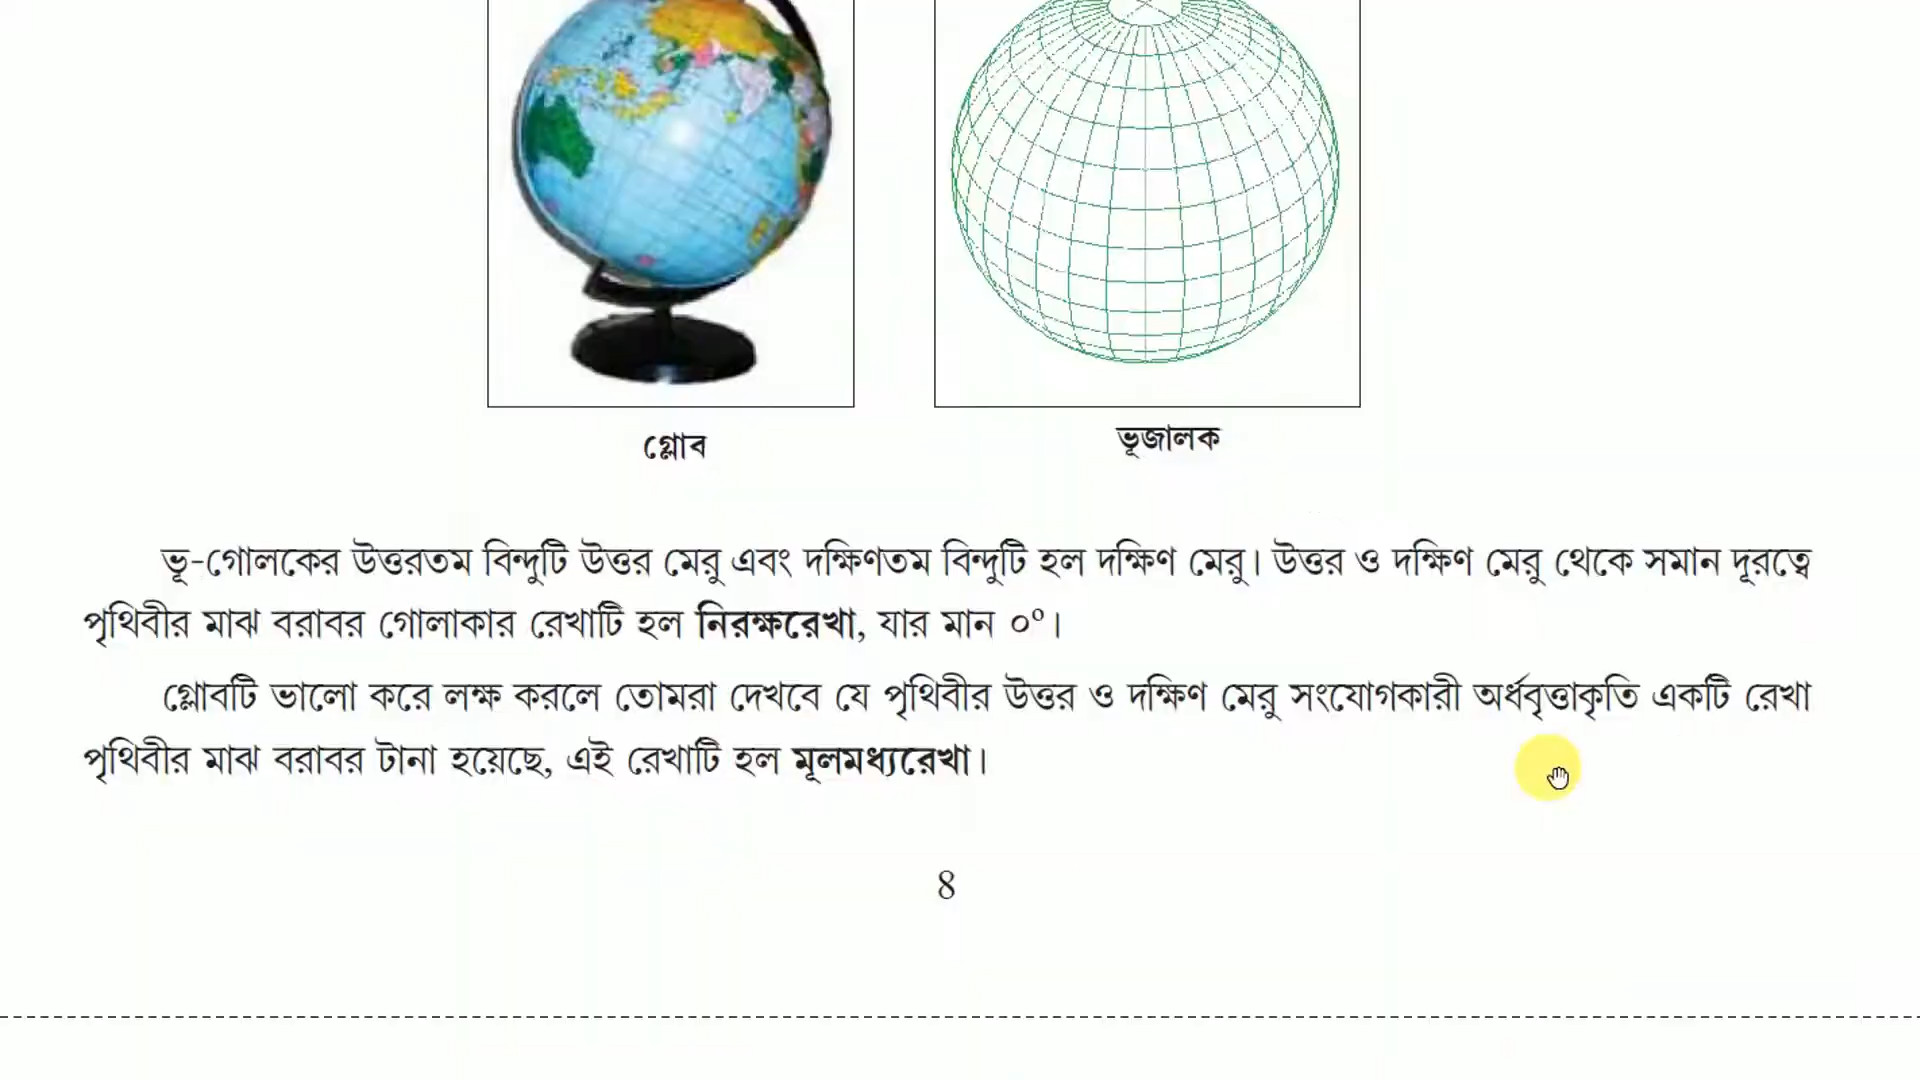 গ্লোব
ভূজালক
ভূ-গোলকের উত্তরতম বিন্দুটি উত্তর মেরু এবং দক্ষিণতম বিন্দুটি হল দক্ষিণ মেরু। উত্তর ও দক্ষিণ মেরু থেকে সমান দূরত্বে
পৃথিবীর মাঝ বরাবর গোলাকার রেখাটি হল নিরক্ষরেখা, যার মান ০°।
গ্লোবটি ভালো করে লক্ষ করলে তোমরা দেখবে যে পৃথিবীর উত্তর ও দক্ষিণ মেরু সংযোগকারী অর্ধবৃত্তাকৃতি একটি রেখা
পৃথিবীর মাঝ বরাবর টানা হয়েছে, এই রেখাটি হল মূলমধ্যরেখা।
8